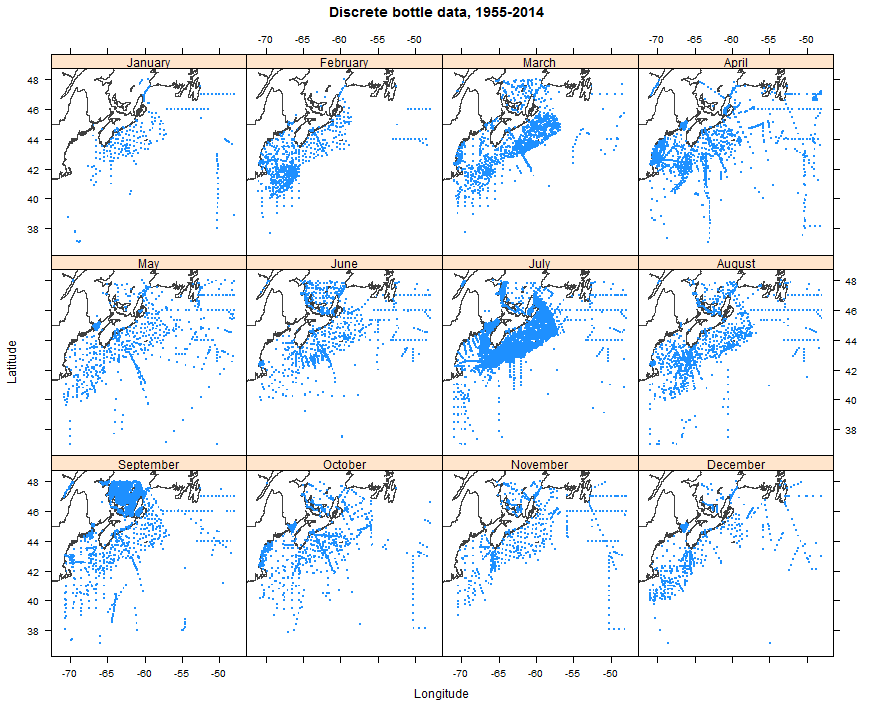 Discrete bottle data, 1955-2014
-70 -65 -60 -55 -50 -70 -65 -60 -55 -50
January February March April
48
46
44
42
40
38
May June July August
48
46
44
42
40
38
September October November December
48
46
44
42
40
38
-70 -65 -60 -55 -50 -70 -65 -60 -55 -50
Latitude
Longitude